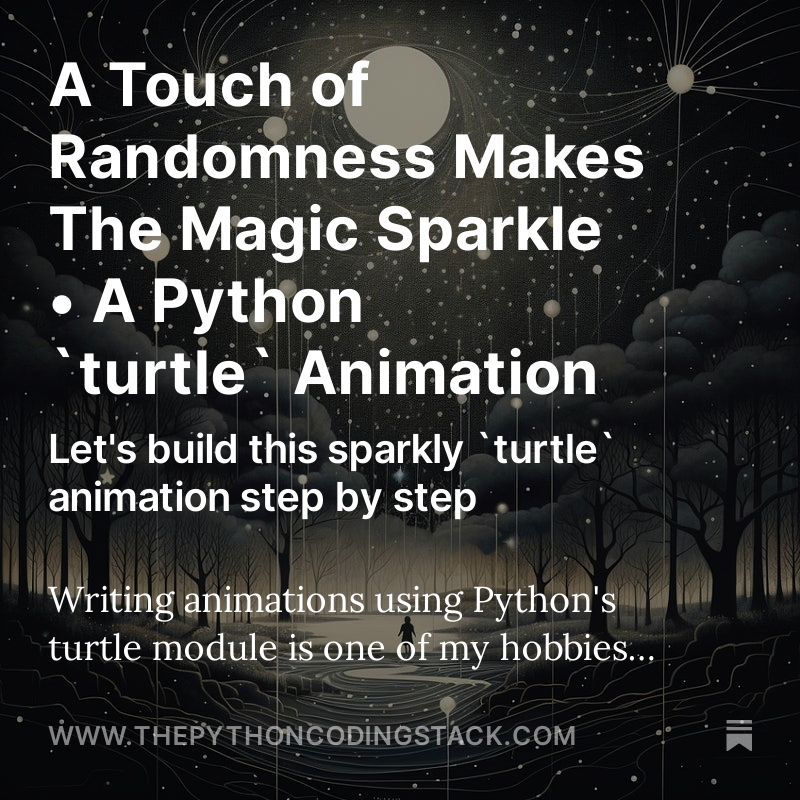 A Touch of
Randomness Makes
The Magic Sparkle
• A Python
`turtle` Animation
Let's build this sparkly `turtle`
animation step by step
Writing animations using Python's
turtle module is one of my hobbies...
WWW.THEPYTHONCODINGSTACK.COM